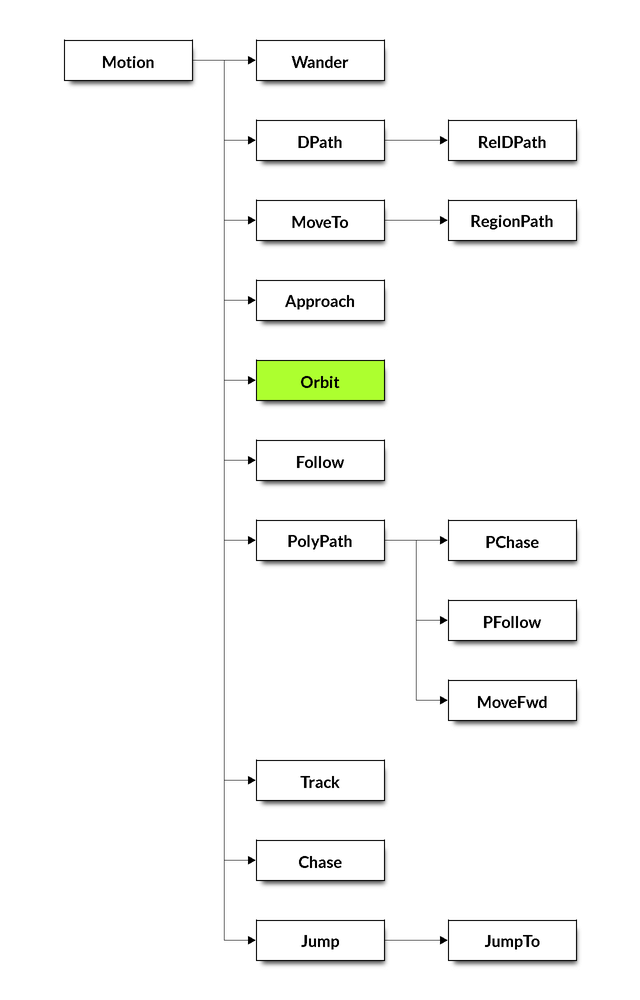 Motion
Wander
DPath
RelDPath
MoveTo
RegionPath
Approach
Orbit
Follow
PolyPath
PChase
PFollow
MoveFwd
Track
Chase
Jump
JumpTo